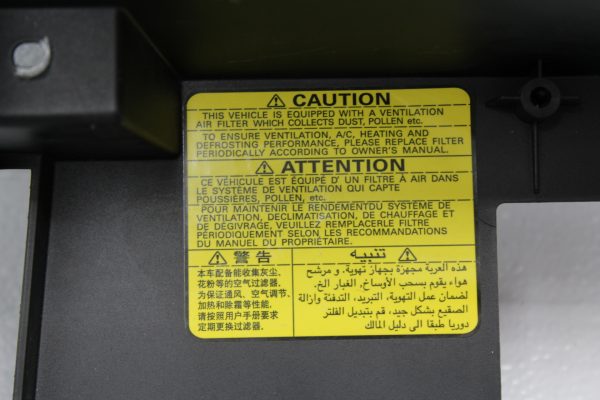 ⚠ CAUTION
THIS VEHICLE IS EQUIPPED WITH A VENTILATION
AIR FILTER WHICH COLLECTS DUST, POLLEN etc.
TO ENSURE VENTILATION, A/C, HEATING AND
DEFROSTING PERFORMANCE, PLEASE REPLACE FILTER
PERIODICALLY ACCORDING TO OWNER'S MANUAL.
⚠ ATTENTION
CE VÉHICULE EST ÉQUIPÉ D' UN FILTRE À AIR DANS
LE SYSTÈME DE VENTILATION QUI CAPTE
POUSSIÈRES, POLLEN, etc.
POUR MAINTENIR LE RENDEMENTDU SYSTÈME DE
VENTILATION, DÉCLIMATISATION, DE CHAUFFAGE ET
DE DÉGIVRAGE, VEUILLEZ REMPLACERLE FILTRE
PÉRIODIQUEMENT SELON LES RECOMMANDATIONS
DU MANUEL DU PROPRIÉTAIRE.
⚠ 警告
本车配备能收集灰尘、
花粉等的空气过滤器。
为保证通风、空气调节、
加热和除霜等性能,
请按照用户手册要求
定期更换过滤器。
⚠ تنبيه
هذه العربة مجهزة بجهاز تهوية، و مرشح
هواء يقوم بسحب الأوساخ، الغبار الخ.
لضمان عمل التهوية، التبريد، التدفئة وازالة
الصقيع بشكل جيد، قم بتبديل الفلتر
دوريا طبقا الى دليل المالك